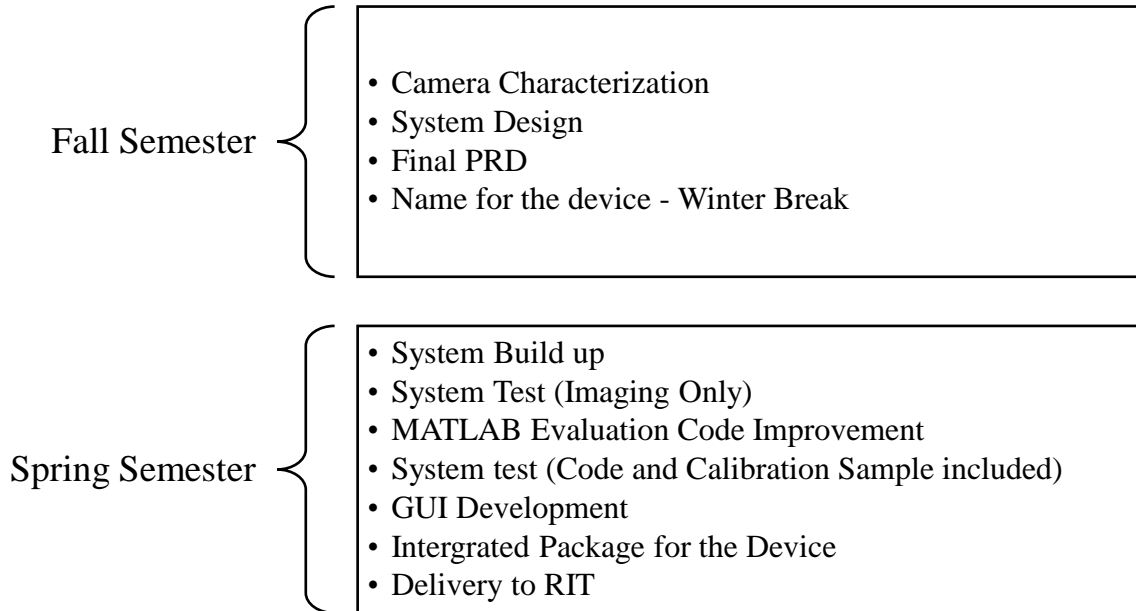 Fall Semester
• Camera Characterization
• System Design
• Final PRD
• Name for the device - Winter Break
Spring Semester
• System Build up
• System Test (Imaging Only)
• MATLAB Evaluation Code Improvement
• System test (Code and Calibration Sample included)
• GUI Development
• Intergrated Package for the Device
• Delivery to RIT